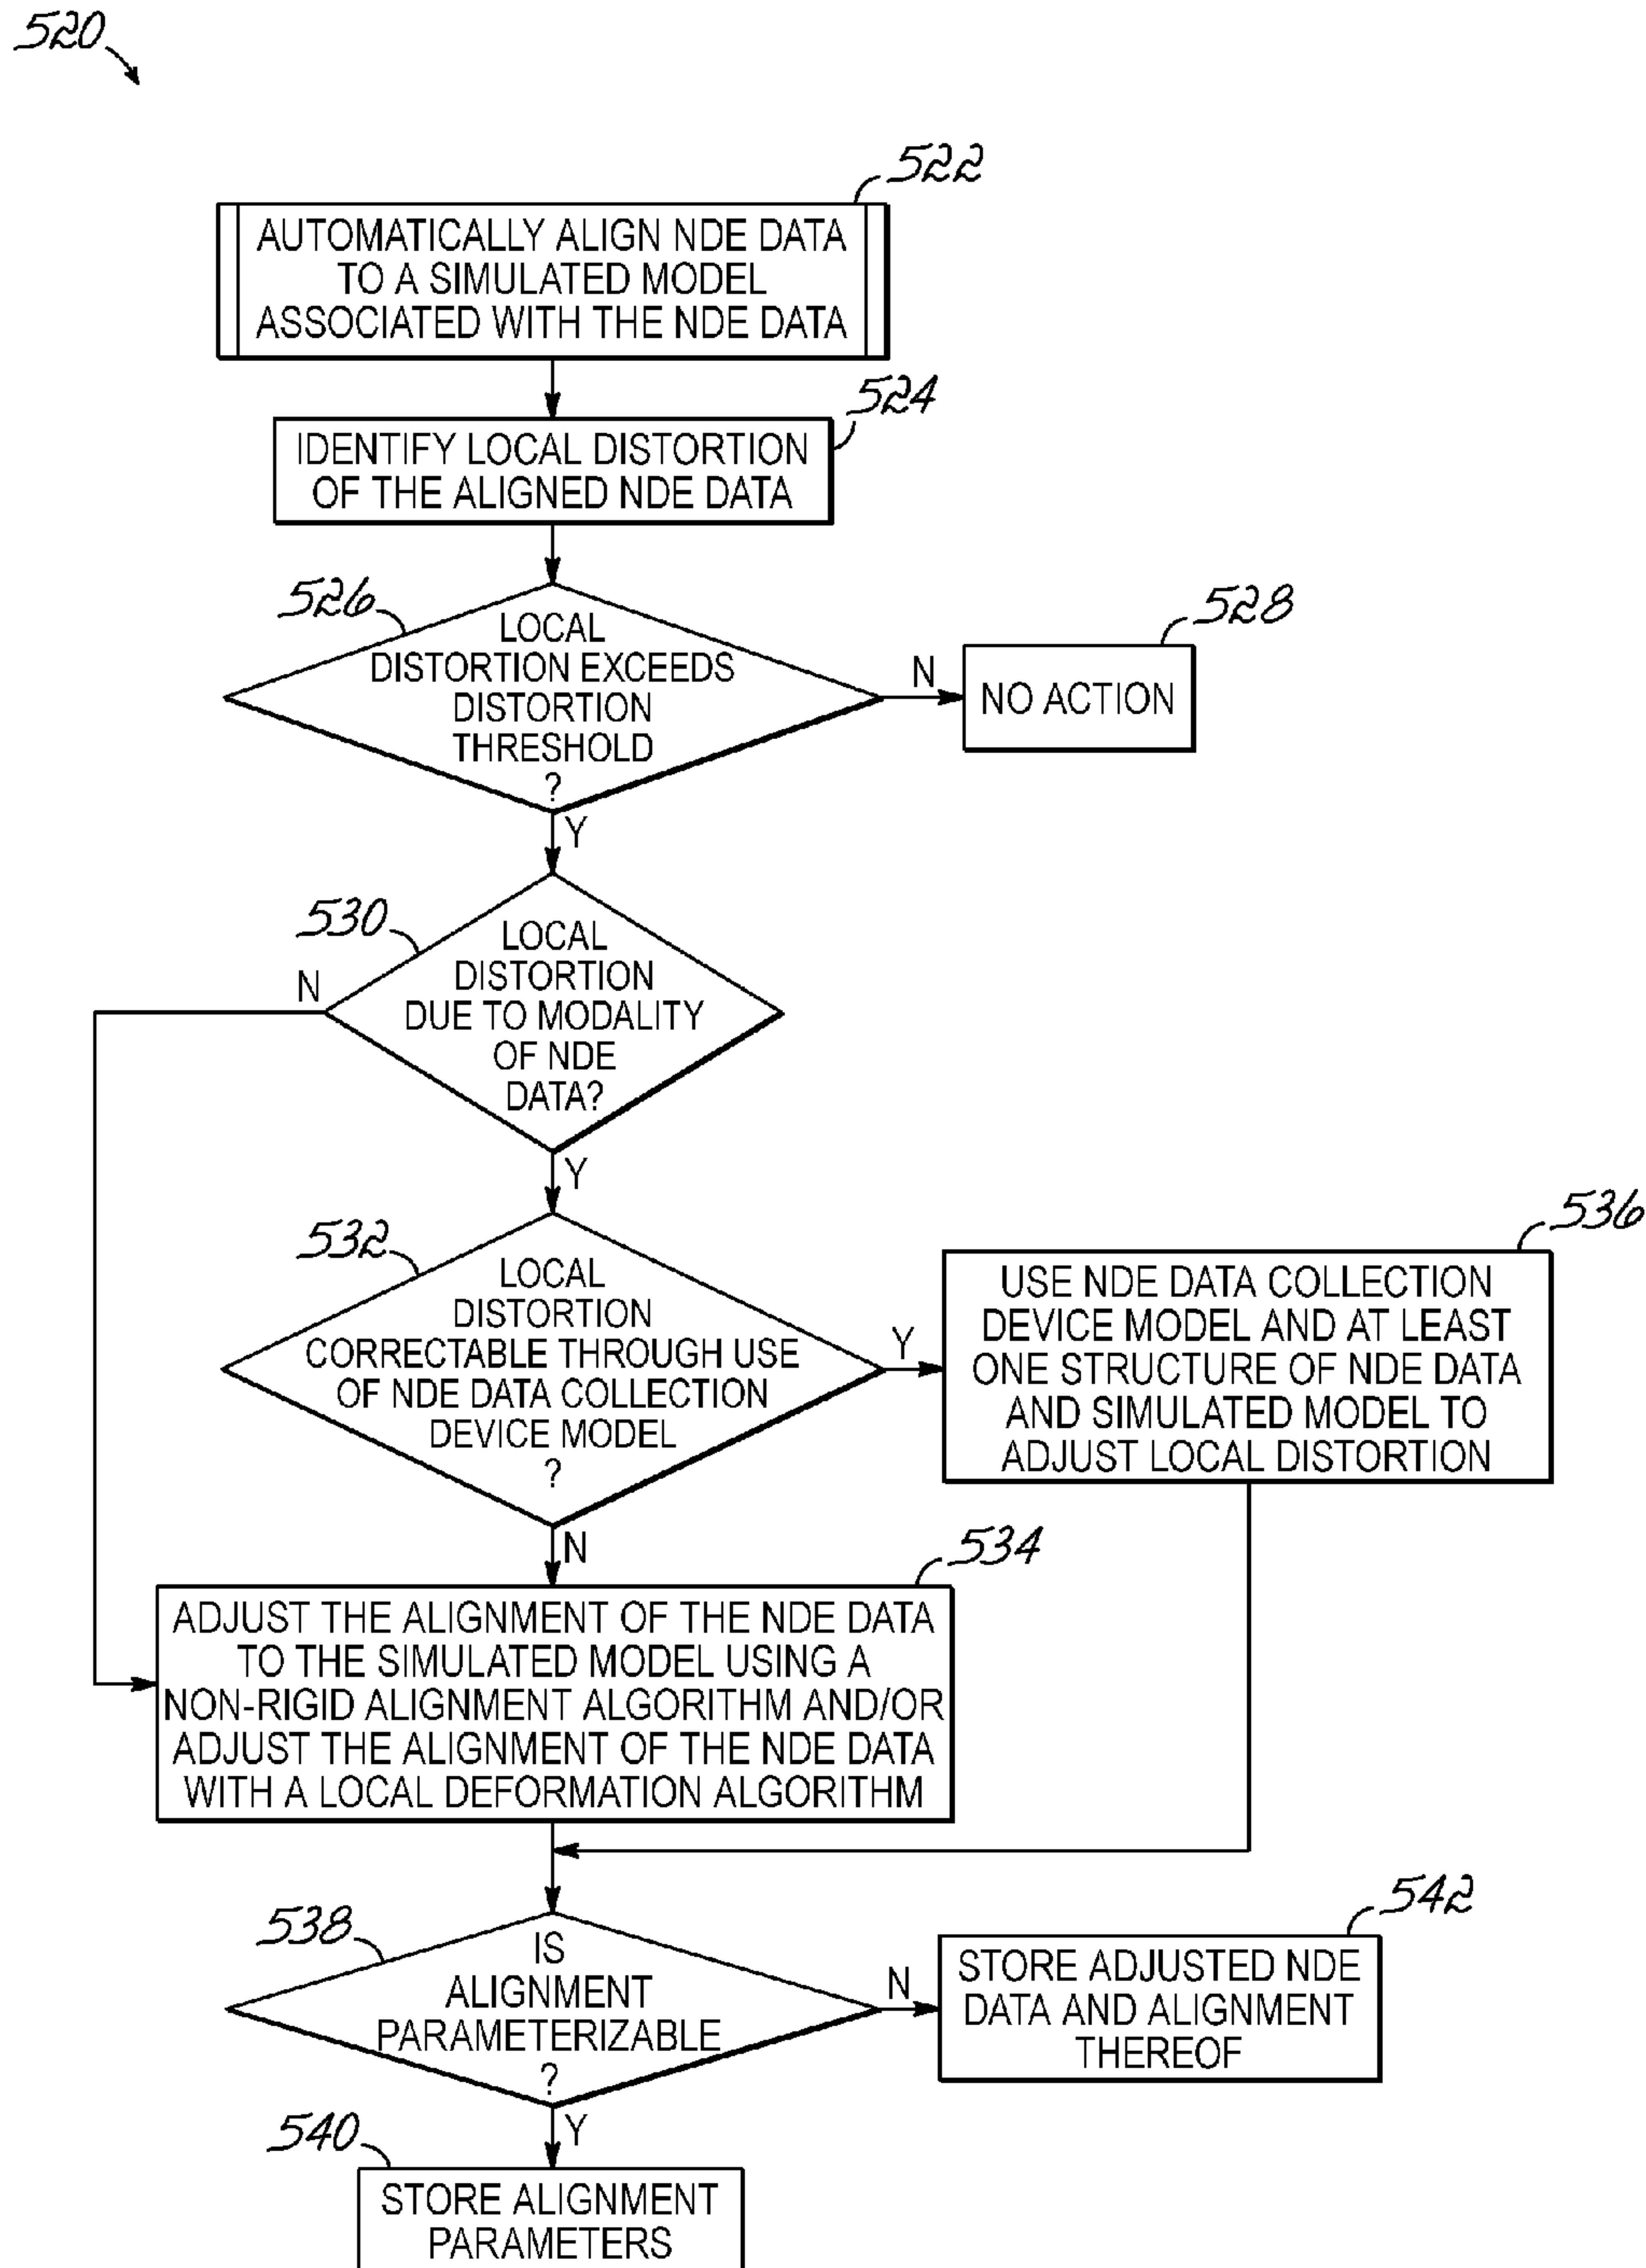 520
522
AUTOMATICALLY ALIGN NDE DATA
TO A SIMULATED MODEL
ASSOCIATED WITH THE NDE DATA
524
IDENTIFY LOCAL DISTORTION
OF THE ALIGNED NDE DATA
526
LOCAL
DISTORTION EXCEEDS
DISTORTION
THRESHOLD
?
N
528
NO ACTION
Y
530
LOCAL
DISTORTION
DUE TO MODALITY
OF NDE
DATA?
N
Y
532
LOCAL
DISTORTION
CORRECTABLE THROUGH USE
OF NDE DATA COLLECTION
DEVICE MODEL
?
Y
536
USE NDE DATA COLLECTION
DEVICE MODEL AND AT LEAST
ONE STRUCTURE OF NDE DATA
AND SIMULATED MODEL TO
ADJUST LOCAL DISTORTION
N
534
ADJUST THE ALIGNMENT OF THE NDE DATA
TO THE SIMULATED MODEL USING A
NON-RIGID ALIGNMENT ALGORITHM AND/OR
ADJUST THE ALIGNMENT OF THE NDE DATA
WITH A LOCAL DEFORMATION ALGORITHM
538
IS
ALIGNMENT
PARAMETERIZABLE
?
N
542
STORE ADJUSTED NDE
DATA AND ALIGNMENT
THEREOF
Y
540
STORE ALIGNMENT
PARAMETERS